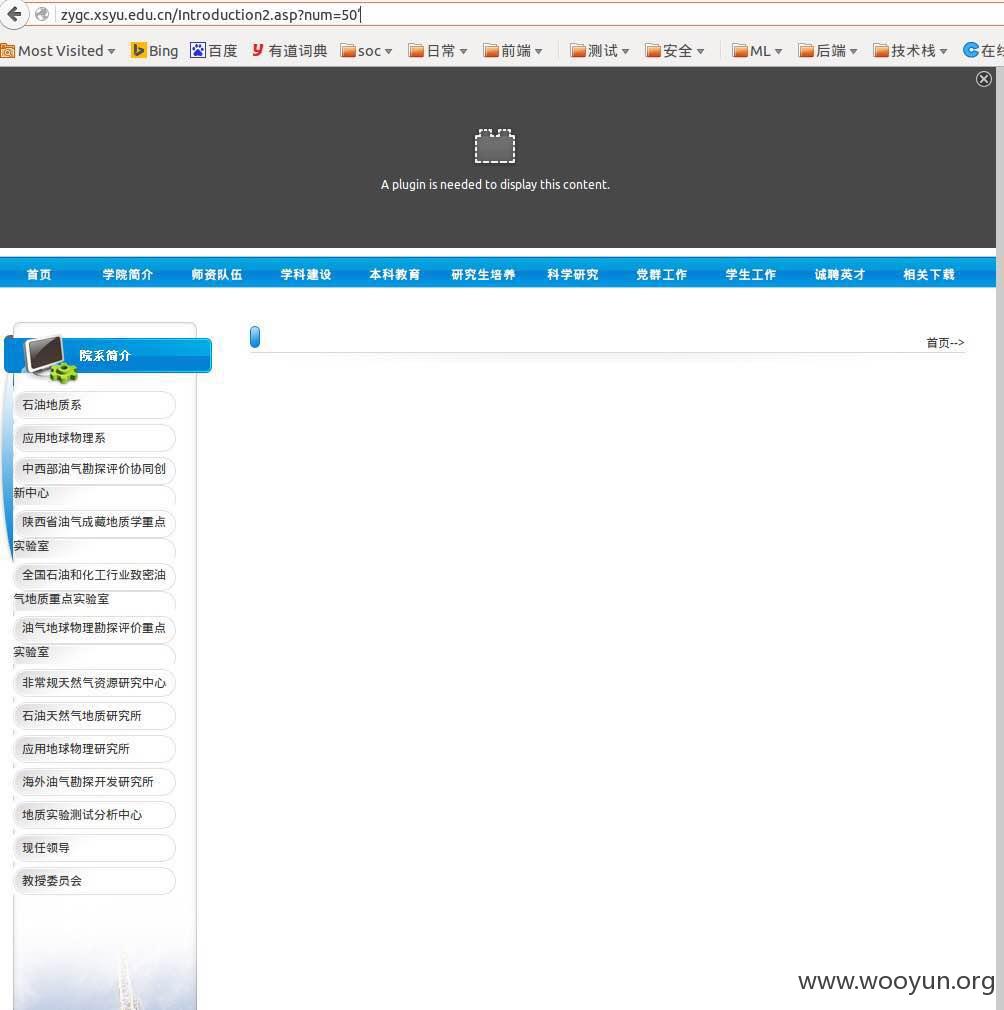 zygc.xsyu.edu.cn/Introduction2.asp?num=50'
Most Visited Bing 百度 有道词典 soc 日常 前端 测试 安全 ML 后端 技术栈 在线
A plugin is needed to display this content.
首页 学院简介 师资队伍 学科建设 本科教育 研究生培养 科学研究 党群工作 学生工作 诚聘英才 相关下载
首页-->
院系简介
石油地质系
应用地球物理系
中西部油气勘探评价协同创
新中心
陕西省油气成藏地质学重点
实验室
全国石油和化工行业致密油
气地质重点实验室
油气地球物理勘探评价重点
实验室
非常规天然气资源研究中心
石油天然气地质研究所
应用地球物理研究所
海外油气勘探开发研究所
地质实验测试分析中心
现任领导
教授委员会
www.wooyun.org